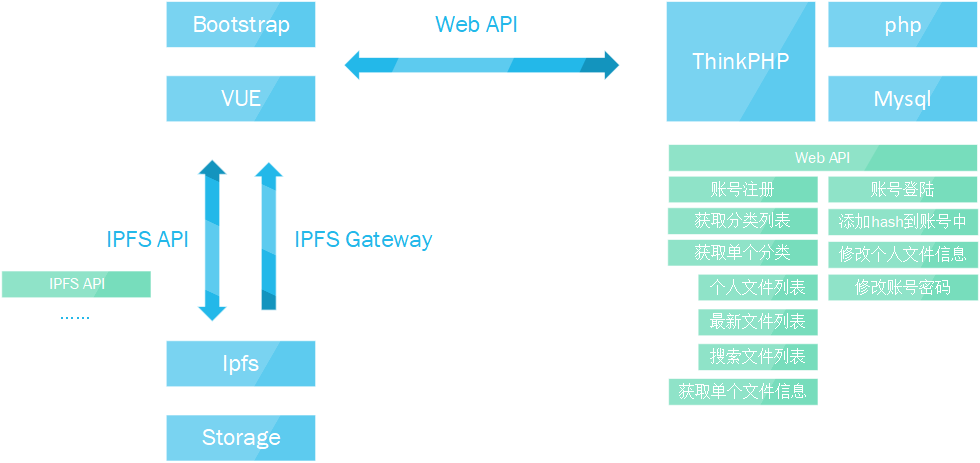 Bootstrap
VUE
Web API
ThinkPHP
php
Mysql
Web API
账号注册
账号登陆
获取分类列表
添加hash到账号中
获取单个分类
修改个人文件信息
个人文件列表
修改账号密码
最新文件列表
搜索文件列表
获取单个文件信息
IPFS API
IPFS Gateway
IPFS API
......
Ipfs
Storage